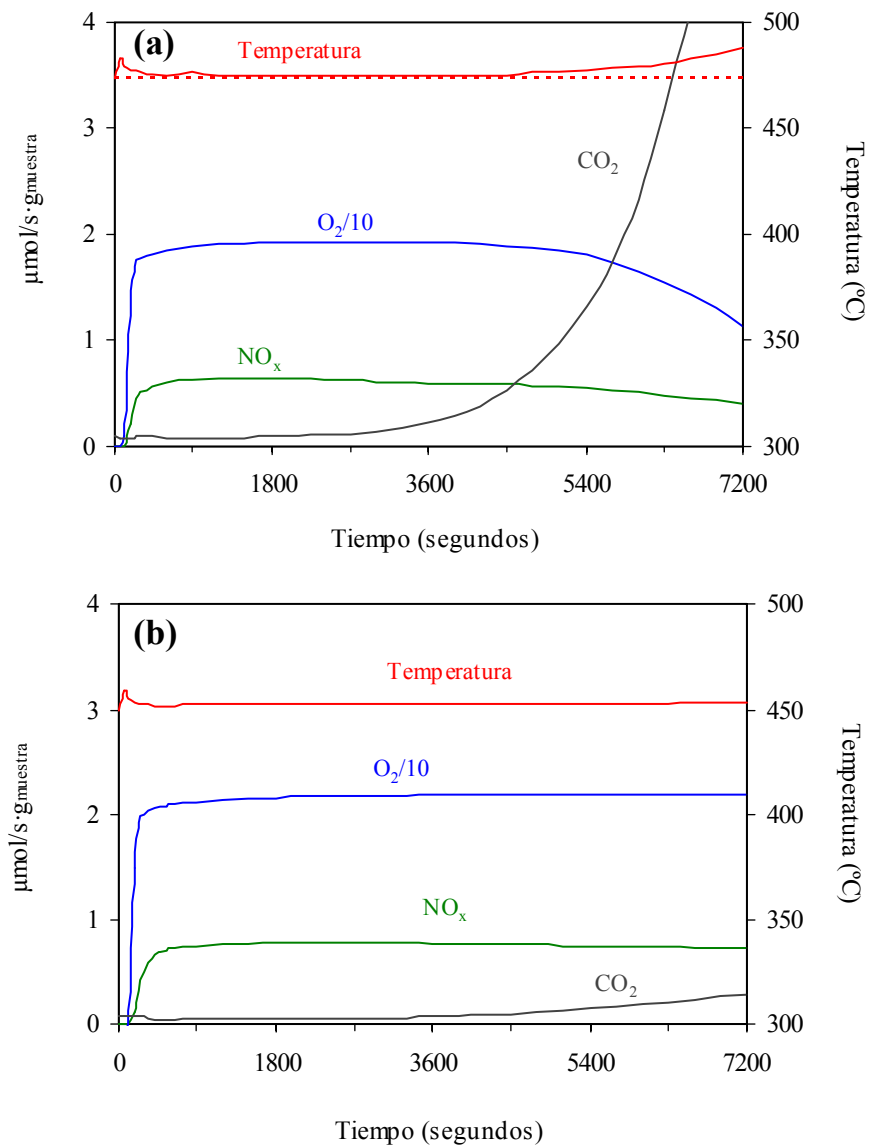 (a)
Temperatura
CO2
O2/10
NOx
4
3
2
1
0
500
450
400
350
300
0 1800 3600 5400 7200
µmol/s·gmuestra
Temperatura (ºC)
Tiempo (segundos)
(b)
Temperatura
O2/10
NOx
CO2
4
3
2
1
0
500
450
400
350
300
0 1800 3600 5400 7200
µmol/s·gmuestra
Temperatura (ºC)
Tiempo (segundos)